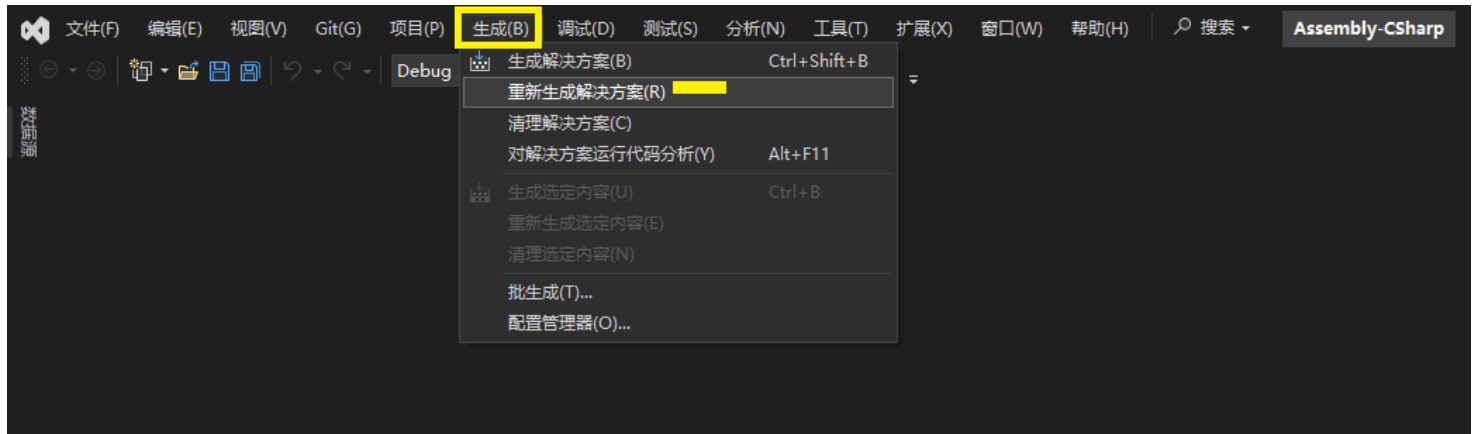 文件(F) 编辑(E) 视图(V) Git(G) 项目(P) 生成(B) 调试(D) 测试(S) 分析(N) 工具(T) 扩展(X) 窗口(W) 帮助(H) 搜索 Assembly-CSharp
Debug
数据源
生成解决方案(B) Ctrl+Shift+B
重新生成解决方案(R)
清理解决方案(C)
对解决方案运行代码分析(Y) Alt+F11
生成选定内容(U) Ctrl+B
重新生成选定内容(E)
清理选定内容(N)
批生成(T)...
配置管理器(O)...